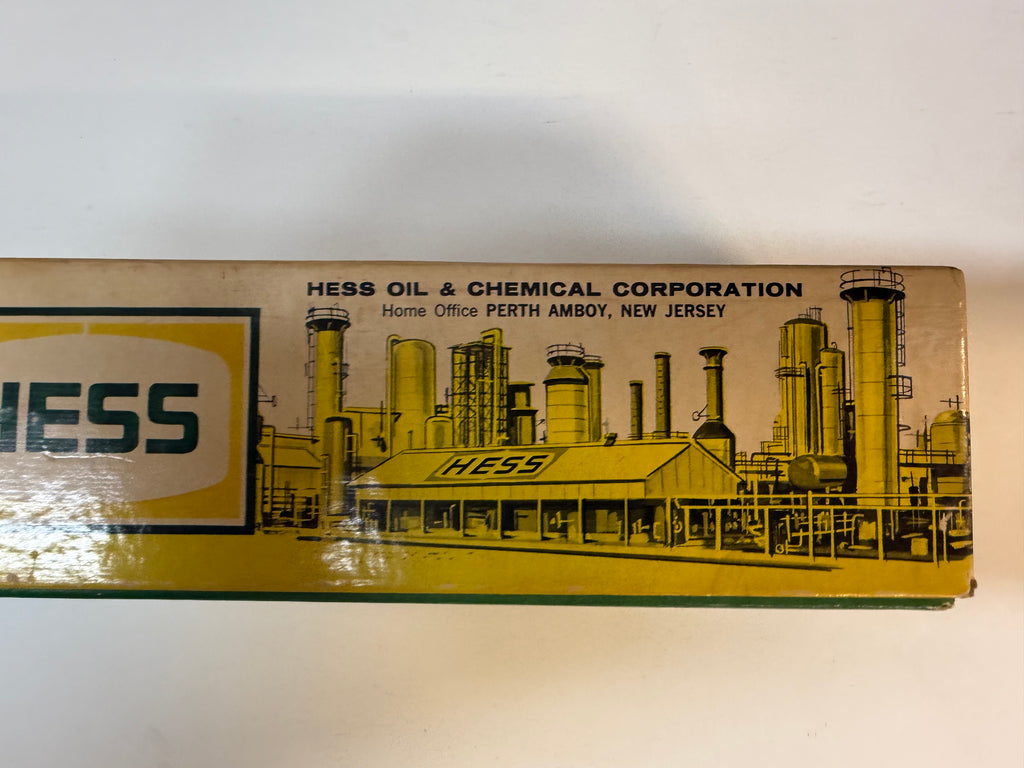 HESS OIL & CHEMICAL CORPORATION
Home Office PERTH AMBOY, NEW JERSEY
HESS
HESS